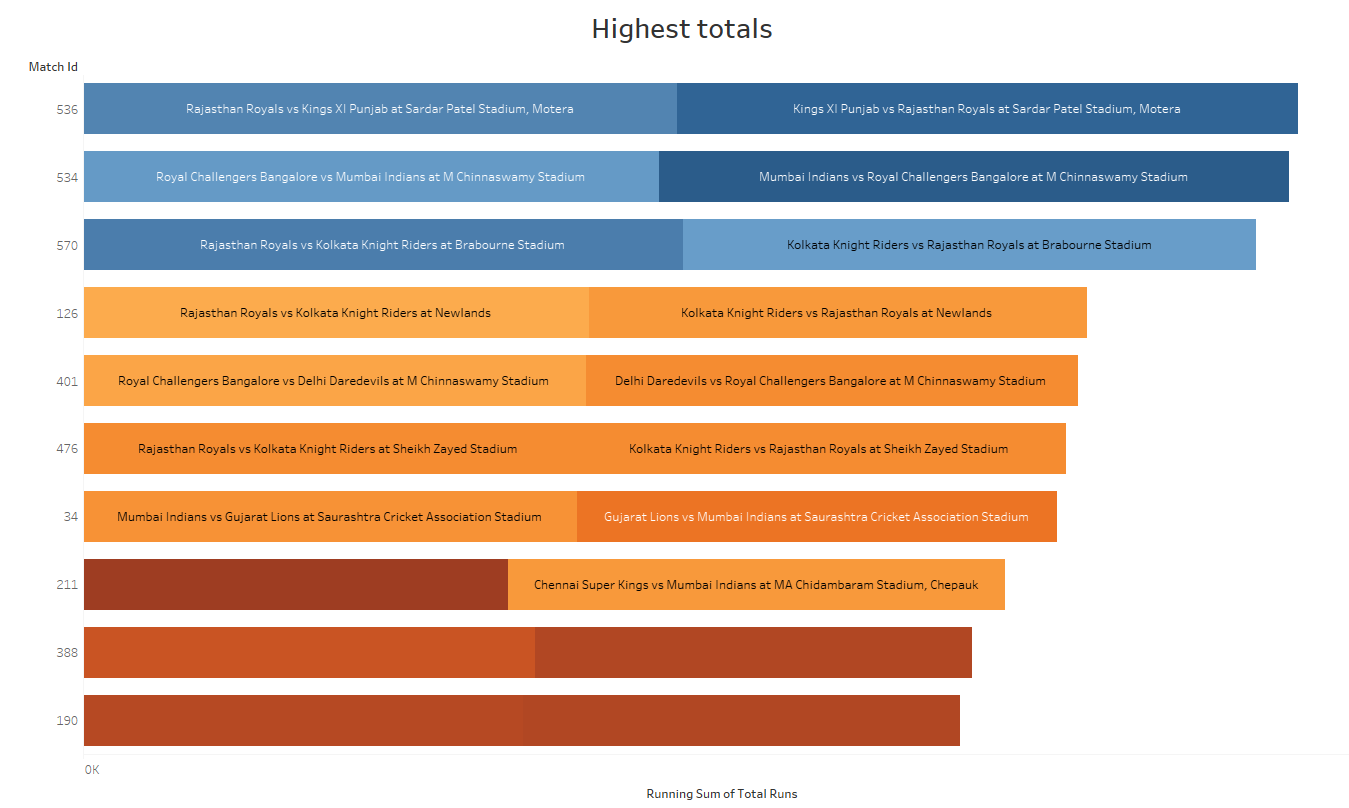 Highest totals
Match Id
536 Rajasthan Royals vs Kings XI Punjab at Sardar Patel Stadium, Motera Kings XI Punjab vs Rajasthan Royals at Sardar Patel Stadium, Motera
534 Royal Challengers Bangalore vs Mumbai Indians at M Chinnaswamy Stadium Mumbai Indians vs Royal Challengers Bangalore at M Chinnaswamy Stadium
570 Rajasthan Royals vs Kolkata Knight Riders at Brabourne Stadium Kolkata Knight Riders vs Rajasthan Royals at Brabourne Stadium
126 Rajasthan Royals vs Kolkata Knight Riders at Newlands Kolkata Knight Riders vs Rajasthan Royals at Newlands
401 Royal Challengers Bangalore vs Delhi Daredevils at M Chinnaswamy Stadium Delhi Daredevils vs Royal Challengers Bangalore at M Chinnaswamy Stadium
476 Rajasthan Royals vs Kolkata Knight Riders at Sheikh Zayed Stadium Kolkata Knight Riders vs Rajasthan Royals at Sheikh Zayed Stadium
34 Mumbai Indians vs Gujarat Lions at Saurashtra Cricket Association Stadium Gujarat Lions vs Mumbai Indians at Saurashtra Cricket Association Stadium
211 Chennai Super Kings vs Mumbai Indians at MA Chidambaram Stadium, Chepauk
388
190
0K
Running Sum of Total Runs